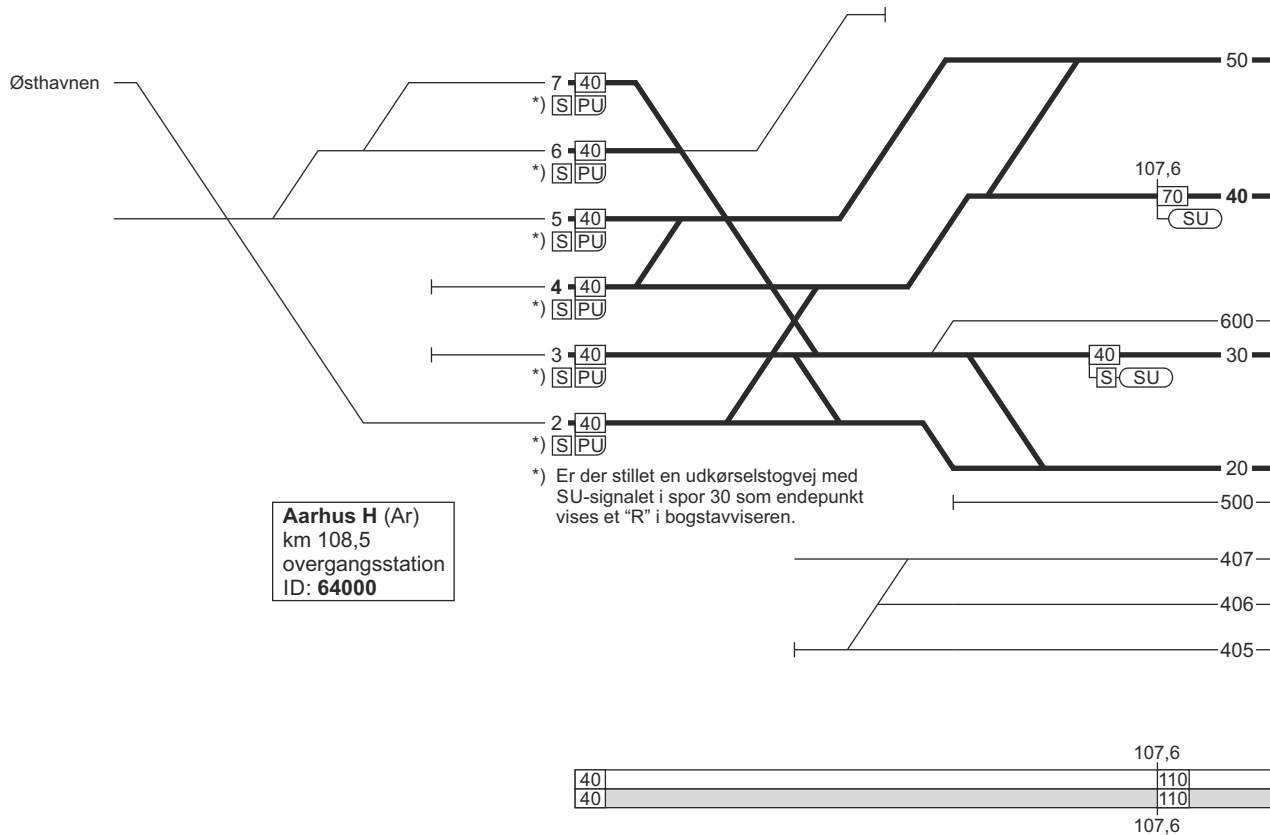 50
Østhavnen
7 40
*) S PU
6 40
*) S PU
107,6
70 40
SU
5 40
*) S PU
4 40
*) S PU
600
3 40
*) S PU
40 30
S SU
2 40
*) S PU
20
*) Er der stillet en udkørselstogvej med
SU-signalet i spor 30 som endepunkt
vises et “R” i bogstavviseren.
500
Aarhus H (Ar)
km 108,5
overgangsstation
ID: 64000
407
406
405
107,6
40 110
40 110
107,6